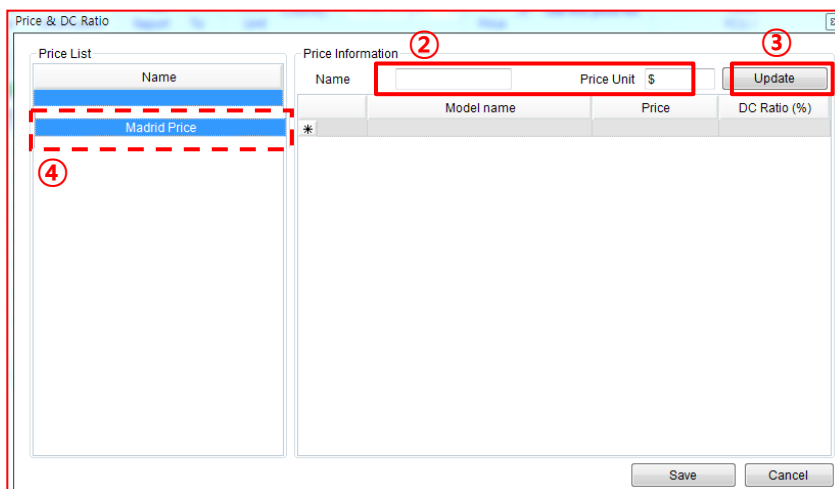 Price & DC Ratio
Price List
Name
Madrid Price
④
Price Information
②
③
Name
Price Unit $
Update
Model name Price DC Ratio (%)
*
Save Cancel